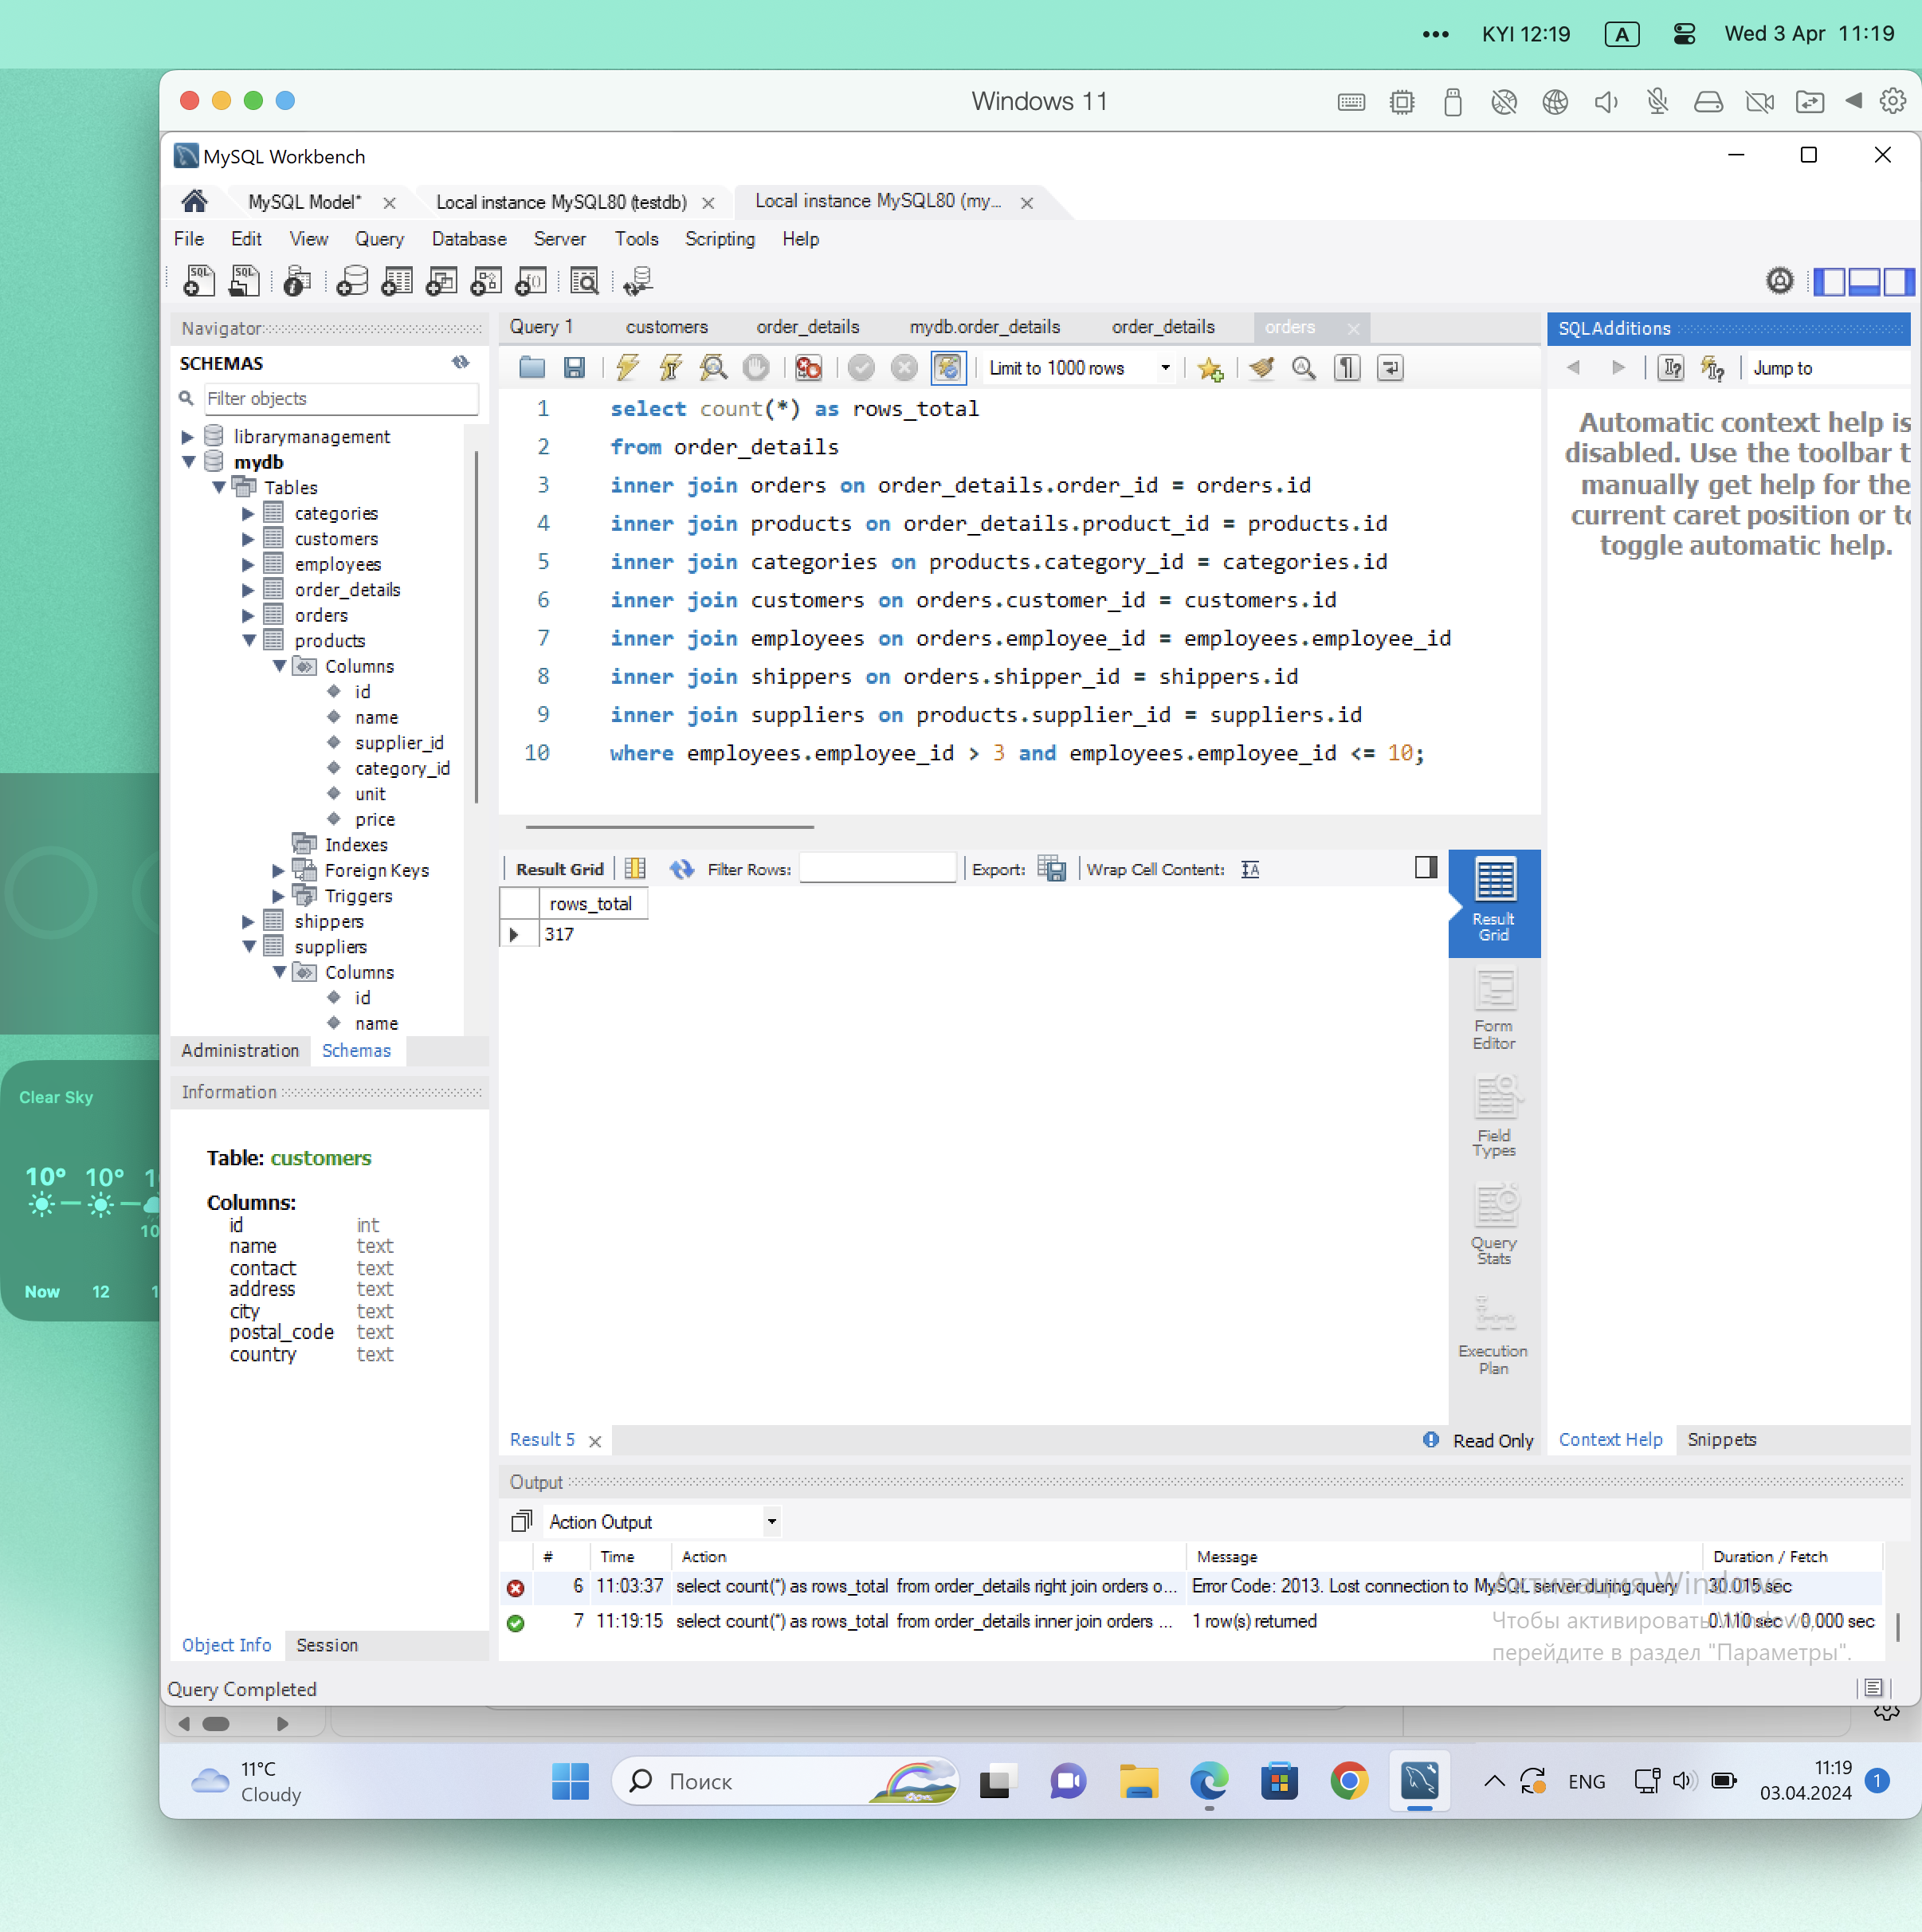 KYI 12:19
A
Wed 3 Apr 11:19
Windows 11
MySQL Workbench
MySQL Model*
Local instance MySQL80 (testdb)
Local instance MySQL80 (my...
File Edit View Query Database Server Tools Scripting Help
Navigator
SCHEMAS
Filter objects
librarymanagement
mydb
Tables
categories
customers
employees
order_details
orders
products
Columns
id
name
supplier_id
category_id
unit
price
Indexes
Foreign Keys
Triggers
shippers
suppliers
Columns
id
name
Administration Schemas
Information
Table: customers
Columns:
id int
name text
contact text
address text
city text
postal_code text
country text
Object Info Session
Query 1 customers order_details mydb.order_details order_details orders
Limit to 1000 rows
1 select count(*) as rows_total
2 from order_details
3 inner join orders on order_details.order_id = orders.id
4 inner join products on order_details.product_id = products.id
5 inner join categories on products.category_id = categories.id
6 inner join customers on orders.customer_id = customers.id
7 inner join employees on orders.employee_id = employees.employee_id
8 inner join shippers on orders.shipper_id = shippers.id
9 inner join suppliers on products.supplier_id = suppliers.id
10 where employees.employee_id > 3 and employees.employee_id <= 10;
Result Grid Filter Rows: Export: Wrap Cell Content:
rows_total
317
Result
Grid
Form
Editor
Field
Types
Query
Stats
Execution
Plan
Result 5
Read Only
SQLAdditions
Jump to
Automatic context help is
disabled. Use the toolbar t
manually get help for the
current caret position or to
toggle automatic help.
Context Help Snippets
Output
Action Output
# Time Action Message Duration / Fetch
6 11:03:37 select count(*) as rows_total from order_details right join orders o... Error Code: 2013. Lost connection to MySQL server during query 30.015 sec
7 11:19:15 select count(*) as rows_total from order_details inner join orders ... 1 row(s) returned 0.110 sec / 0.000 sec
Активация Windows
Чтобы активировать Windows,
перейдите в раздел "Параметры".
Query Completed
Clear Sky
10° 10° 1
10
Now 12 1
11°C
Cloudy
Поиск
ENG
11:19
03.04.2024
1